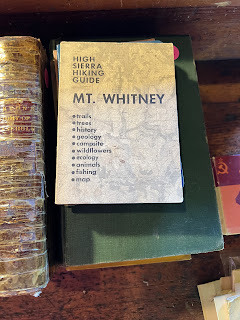 HIGH
SIERRA
HIKING
GUIDE
MT. WHITNEY
• trails
• trees
• history
• geology
• campsite
• wildflowers
• ecology
• animals
• fishing
• map